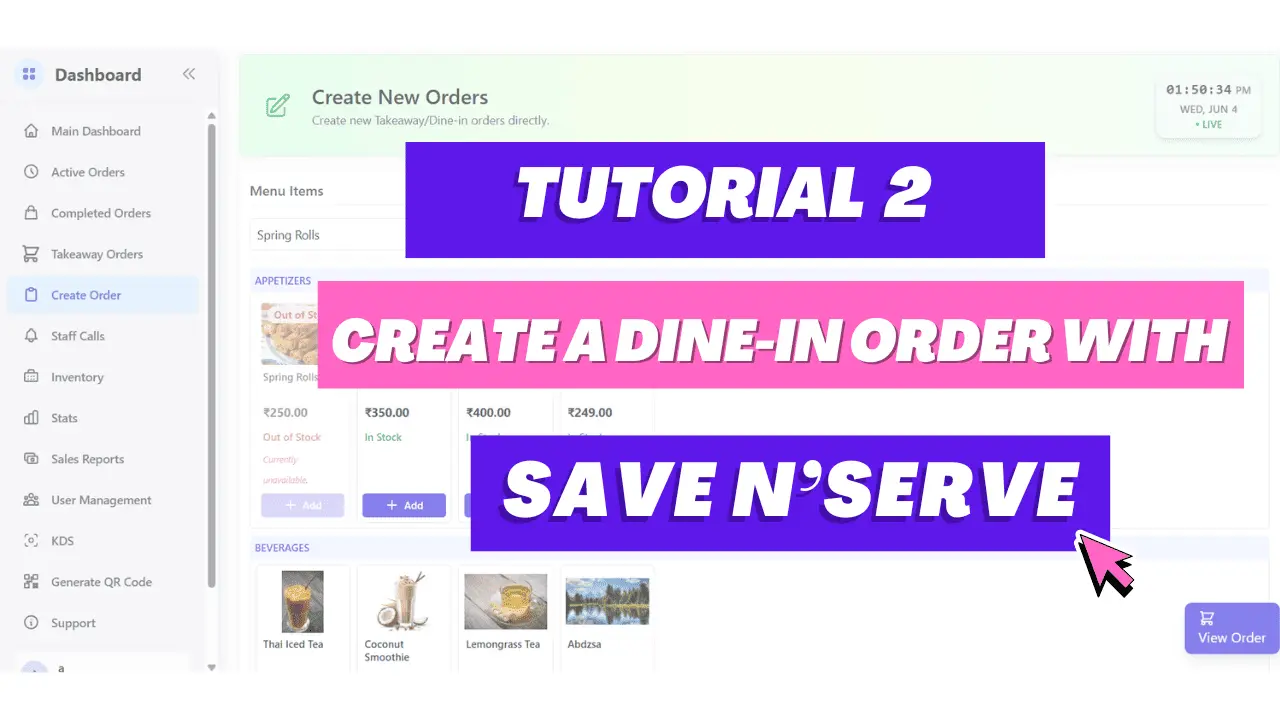 Dashboard
Main Dashboard
Active Orders
Completed Orders
Takeaway Orders
Create Order
Staff Calls
Inventory
Stats
Sales Reports
User Management
KDS
Generate QR Code
Support
a
Create New Orders
Create new Takeaway/Dine-in orders directly.
01:50:34 PM
WED, JUN 4
• LIVE
TUTORIAL 2
CREATE A DINE-IN ORDER WITH
SAVE N’SERVE
Menu Items
Spring Rolls
APPETIZERS
Out of St
Spring Rolls
₹250.00
Out of Stock
Currently
unavailable.
+ Add
₹350.00
In Stock
+ Add
₹400.00
₹249.00
BEVERAGES
Thai Iced Tea
Coconut
Smoothie
Lemongrass Tea
Abdzsa
View Order